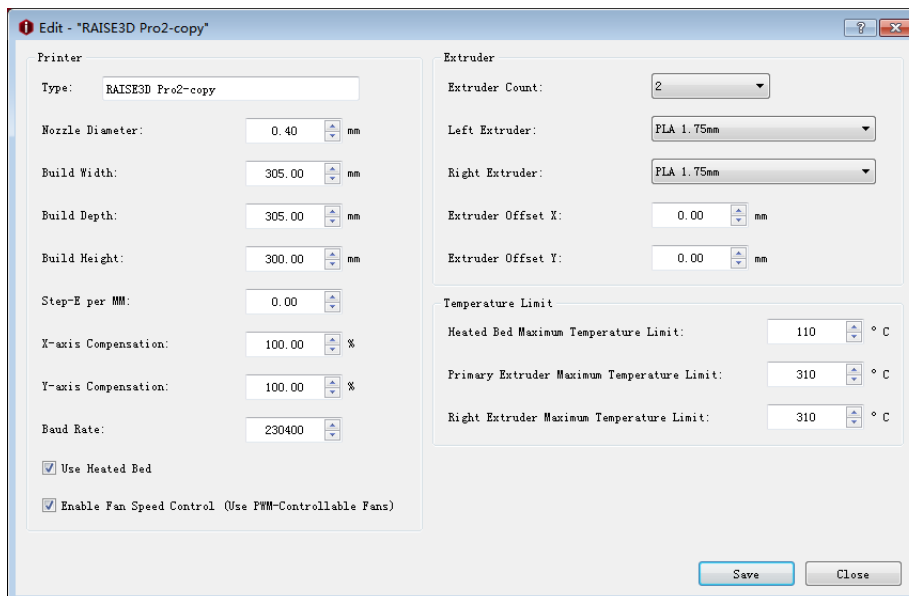 Edit - "RAISE3D Pro2-copy"
Printer
Type: RAISE3D Pro2-copy
Nozzle Diameter: 0.40 mm
Build Width: 305.00 mm
Build Depth: 305.00 mm
Build Height: 300.00 mm
Step-E per MM: 0.00
X-axis Compensation: 100.00 %
Y-axis Compensation: 100.00 %
Baud Rate: 230400
Use Heated Bed
Enable Fan Speed Control (Use PWM-Controllable Fans)
Extruder
Extruder Count: 2
Left Extruder: PLA 1.75mm
Right Extruder: PLA 1.75mm
Extruder Offset X: 0.00 mm
Extruder Offset Y: 0.00 mm
Temperature Limit
Heated Bed Maximum Temperature Limit: 110 ° C
Primary Extruder Maximum Temperature Limit: 310 ° C
Right Extruder Maximum Temperature Limit: 310 ° C
Save Close